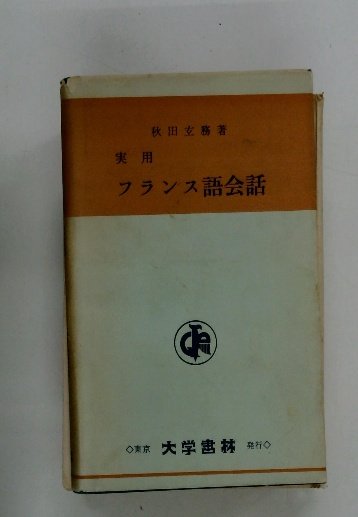 秋田玄務著
実用
フランス語会話
◇東京 大学書林 発行◇